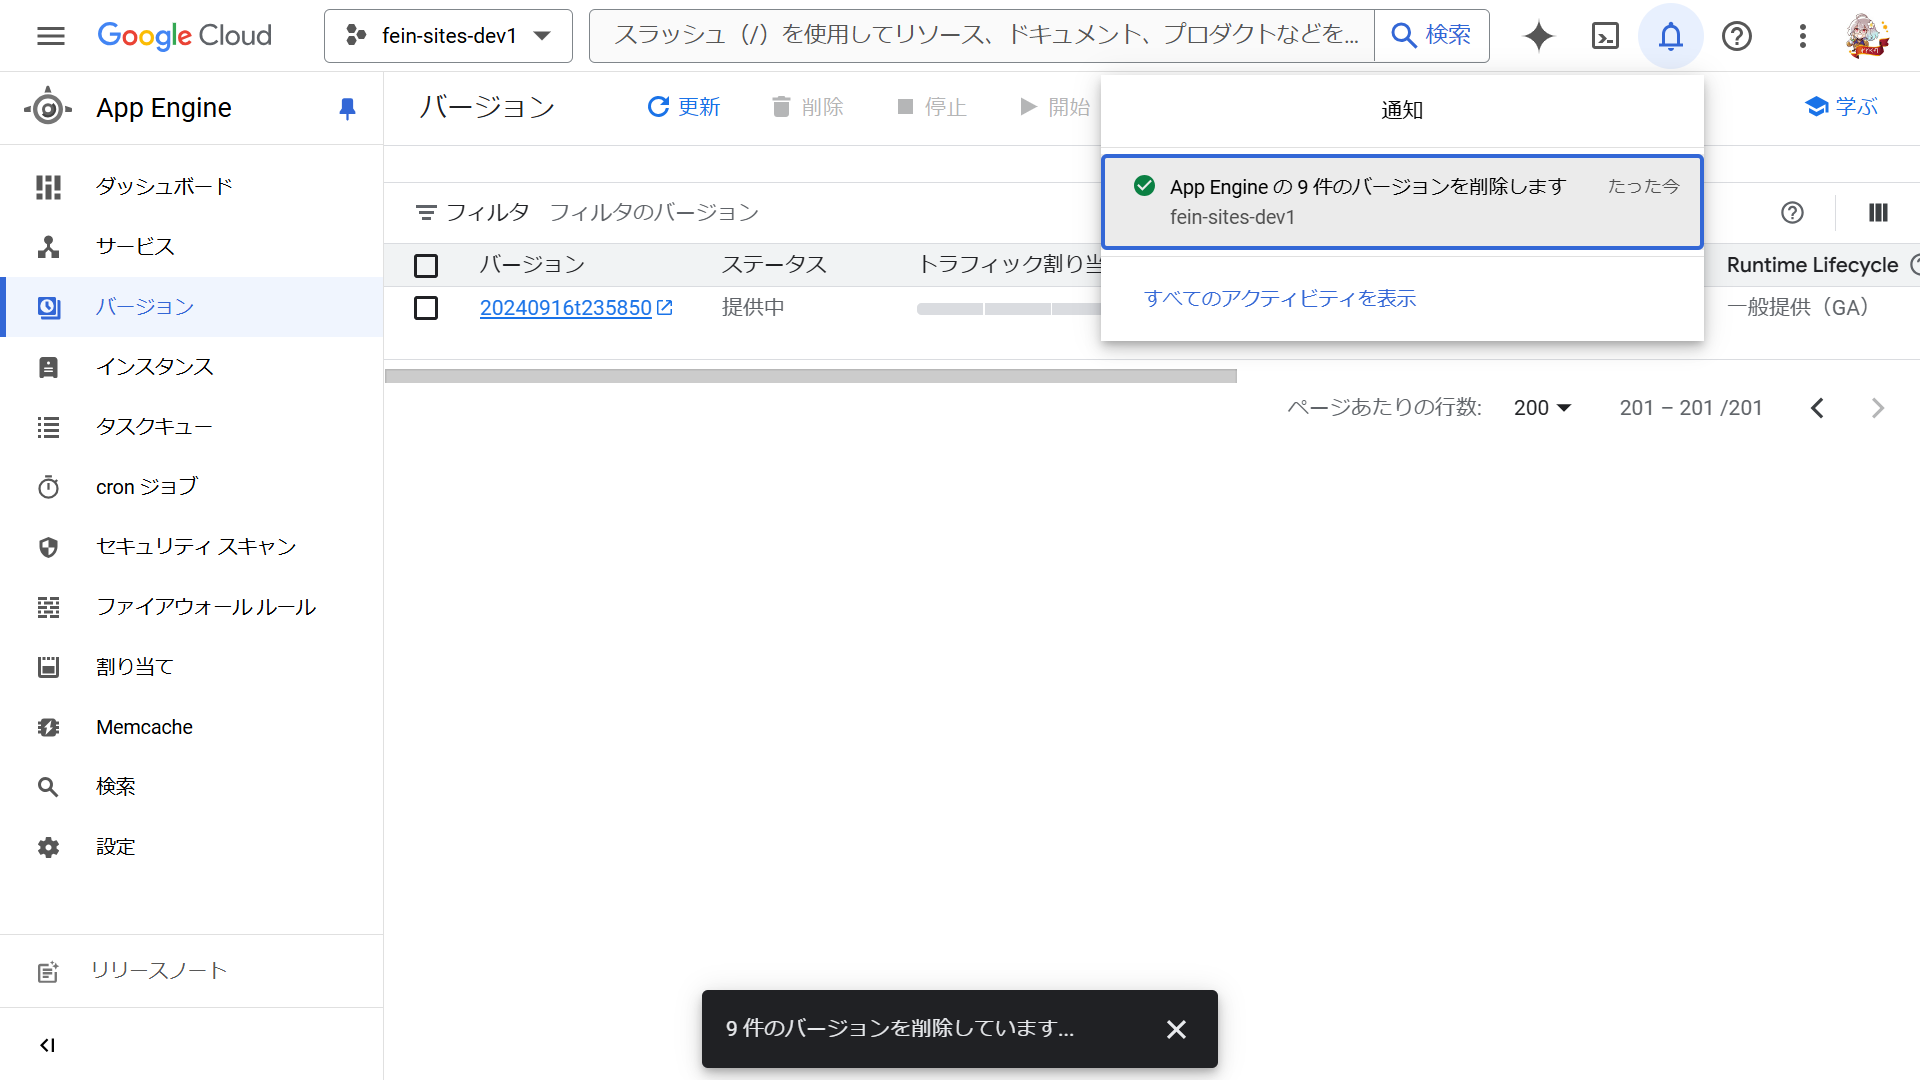 Google Cloud
fein-sites-dev1
スラッシュ（/）を使用してリソース、ドキュメント、プロダクトなどを...
検索
App Engine
バージョン
更新
削除
停止
開始
学ぶ
通知
App Engine の 9 件のバージョンを削除します
たった今
fein-sites-dev1
すべてのアクティビティを表示
ダッシュボード
サービス
バージョン
インスタンス
タスクキュー
cron ジョブ
セキュリティ スキャン
ファイアウォール ルール
割り当て
Memcache
検索
設定
リリースノート
フィルタ フィルタのバージョン
バージョン ステータス トラフィック割り当 Runtime Lifecycle
20240916t235850 提供中 一般提供（GA）
ページあたりの行数: 200 201 – 201 /201
9 件のバージョンを削除しています...